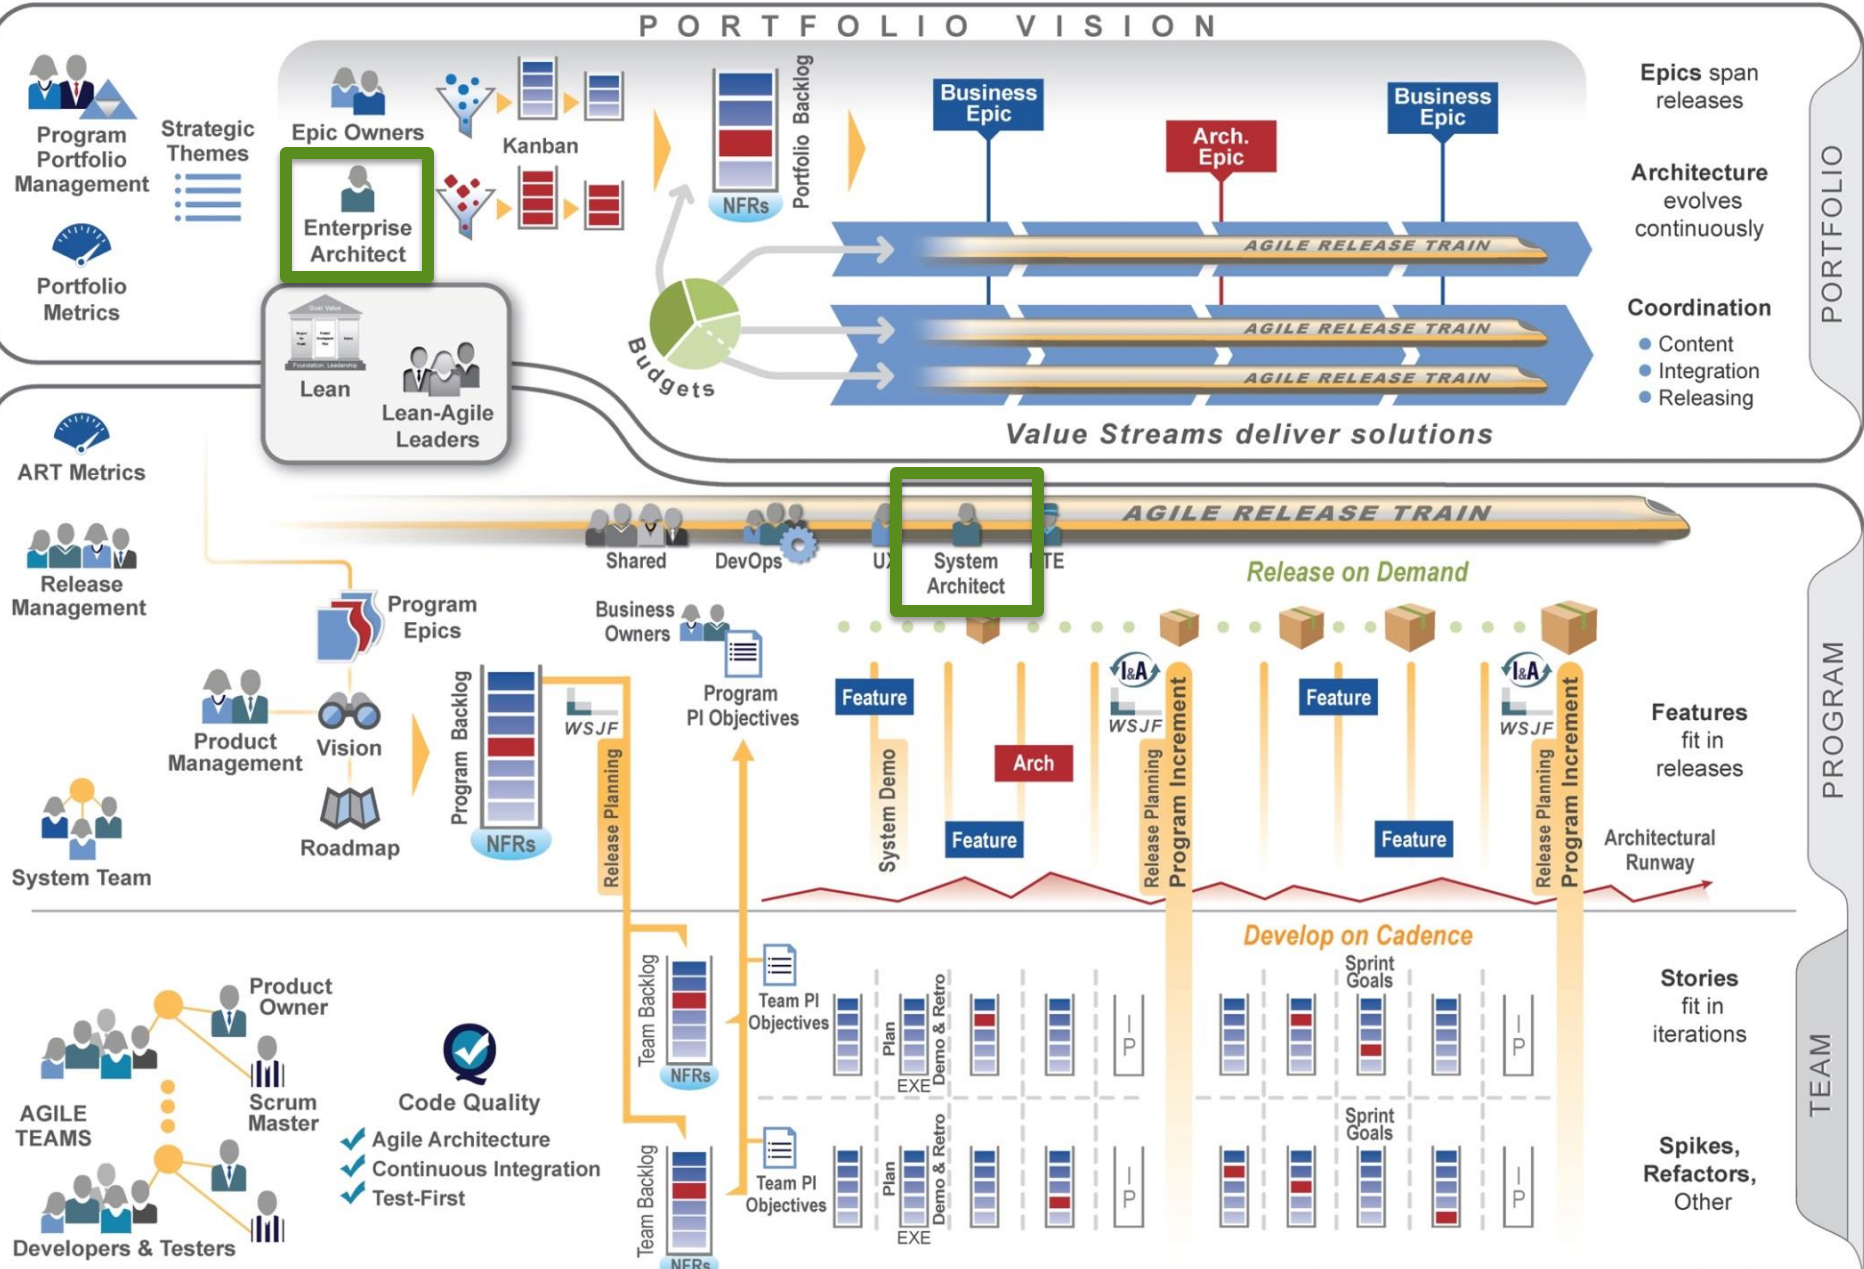 PORTFOLIO VISION
Program
Portfolio
Management
Strategic
Themes
Portfolio
Metrics
Epic Owners
Enterprise
Architect
Kanban
Portfolio Backlog
NFRs
Budgets
Business
Epic
Arch.
Epic
Business
Epic
AGILE RELEASE TRAIN
AGILE RELEASE TRAIN
AGILE RELEASE TRAIN
Value Streams deliver solutions
Epics span
releases
Architecture
evolves
continuously
Coordination
Content
Integration
Releasing
PORTFOLIO
Foundation: Leadership
Lean
Lean-Agile
Leaders
ART Metrics
Release
Management
AGILE RELEASE TRAIN
Shared
DevOps
System
Architect
Release on Demand
Program
Epics
Business
Owners
Product
Management
Vision
Roadmap
System Team
Program Backlog
NFRs
WSJF
Release Planning
Program
PI Objectives
Feature
System Demo
Feature
Arch
I&A
WSJF
Release Planning
Program Increment
Feature
Feature
I&A
WSJF
Release Planning
Program Increment
Features
fit in
releases
Architectural
Runway
PROGRAM
Develop on Cadence
Product
Owner
Scrum
Master
AGILE
TEAMS
Developers & Testers
Code Quality
Agile Architecture
Continuous Integration
Test-First
Team Backlog
NFRs
Team PI
Objectives
Plan
EXE
Demo & Retro
I
P
Sprint
Goals
I
P
Stories
fit in
iterations
Team Backlog
NFRs
Team PI
Objectives
Plan
EXE
Demo & Retro
I
P
Sprint
Goals
I
P
Spikes,
Refactors,
Other
TEAM